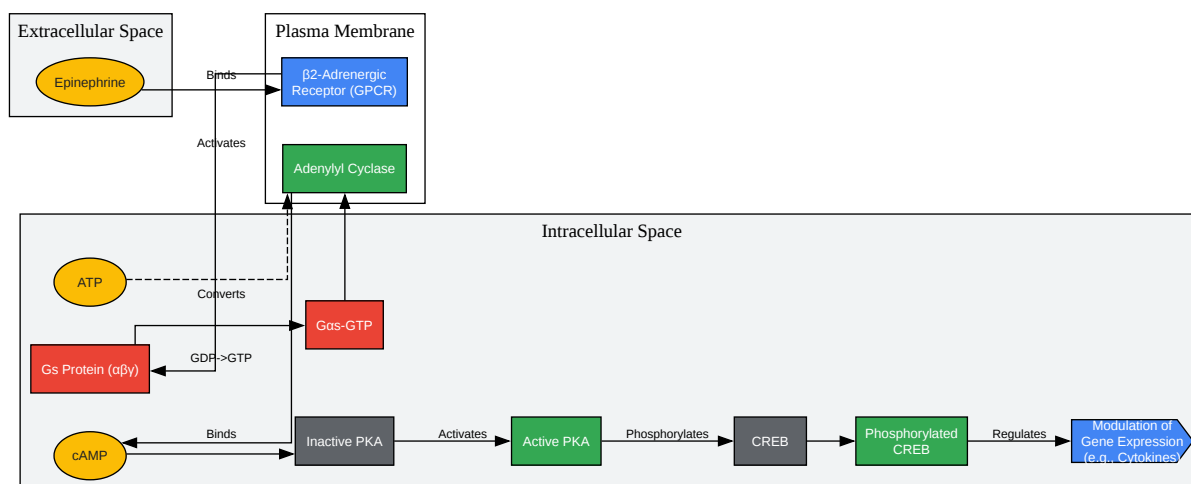 Extracellular Space
Plasma Membrane
Epinephrine
Binds
β2-Adrenergic
Receptor (GPCR)
Activates
Adenylyl Cyclase
Intracellular Space
ATP
Converts
Gαs-GTP
Gs Protein (αβγ)
GDP->GTP
cAMP
Binds
Inactive PKA
Activates
Active PKA
Phosphorylates
CREB
Phosphorylated
CREB
Regulates
Modulation of
Gene Expression
(e.g., Cytokines)